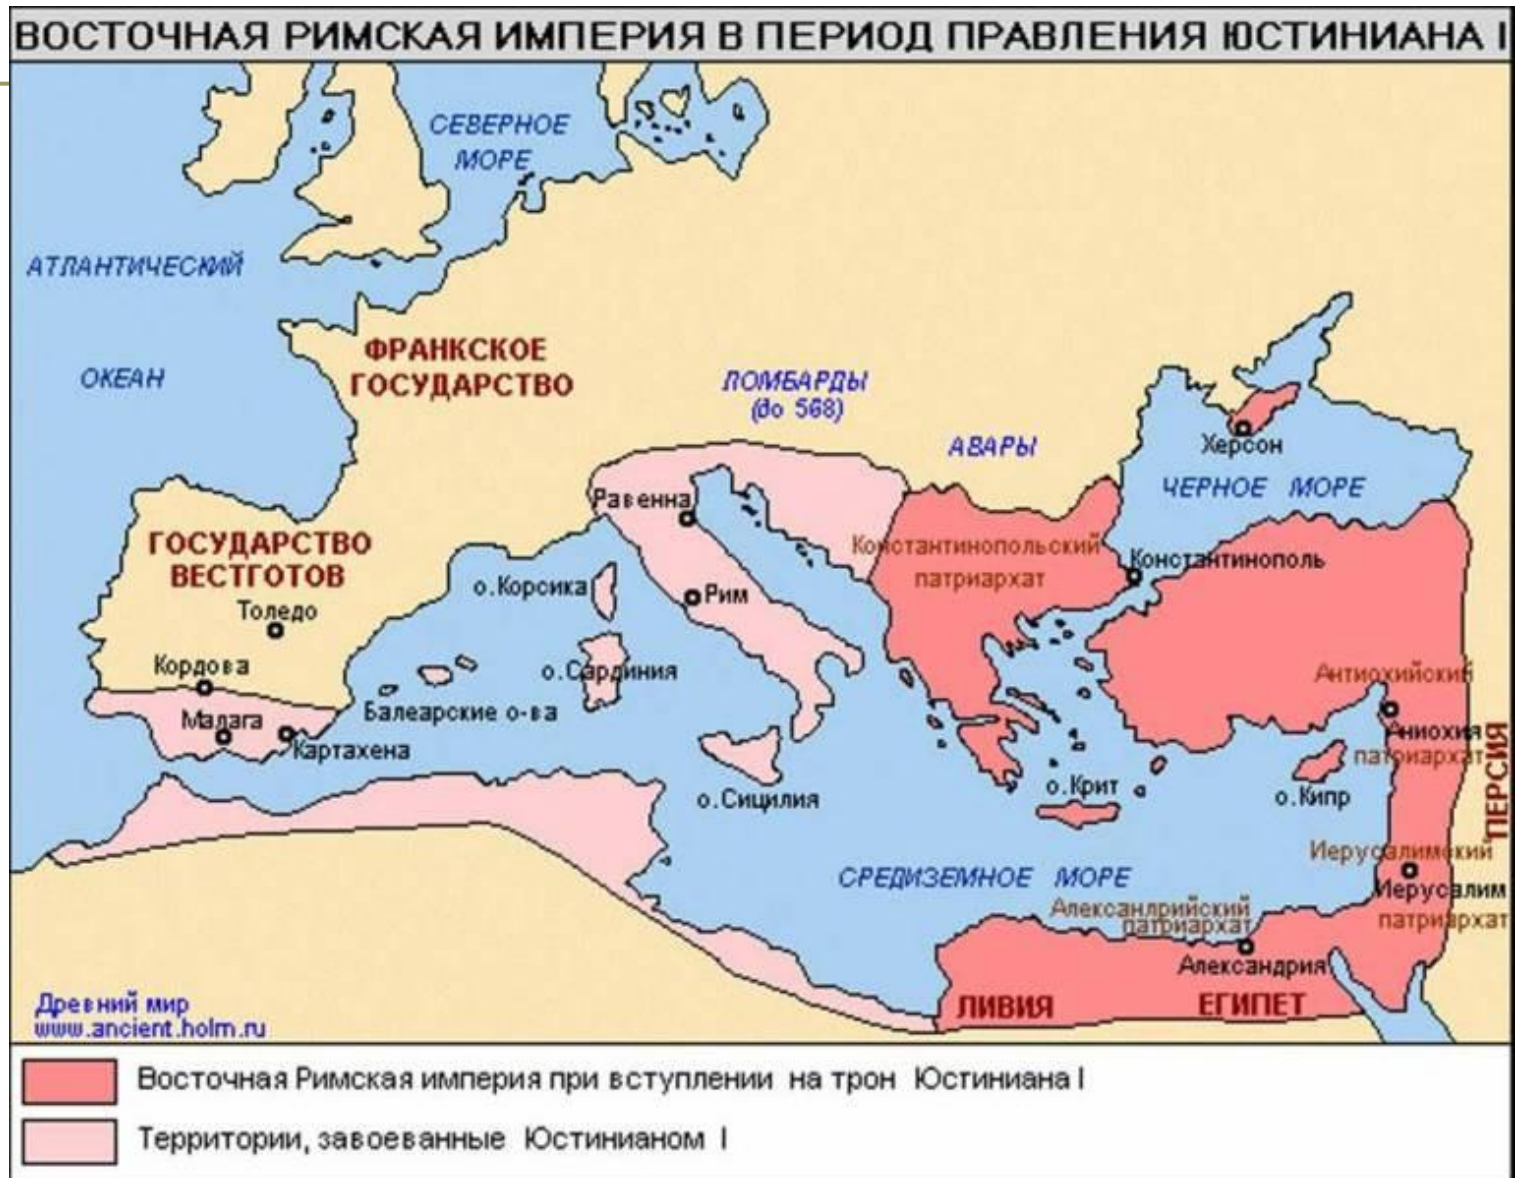 ВОСТОЧНАЯ РИМСКАЯ ИМПЕРИЯ В ПЕРИОД ПРАВЛЕНИЯ ЮСТИНИАНА I
СЕВЕРНОЕ
МОРЕ
АТЛАНТИЧЕСКИЙ
ОКЕАН
ФРАНКСКОЕ
ГОСУДАРСТВО
ЛОМБАРДЫ
(до 568)
АВАРЫ
Херсон
ЧЕРНОЕ МОРЕ
Равенна
ГОСУДАРСТВО
ВЕСТГОТОВ
Толедо
Константинопольский
патриархат
Константинополь
о.Корсика
Рим
Кордова
о.Сардиния
Балеарские о-ва
Малага
Картахена
Антиохийский
Аниохия
патриархат
ПЕРСИЯ
о.Сицилия
о.Крит
о.Кипр
Иерусалимский
Иерусалим
патриархат
СРЕДИЗЕМНОЕ МОРЕ
Александрийский
патриархат
Александрия
ЛИВИЯ
ЕГИПЕТ
Древний мир
www.ancient.holm.ru
Восточная Римская империя при вступлении на трон Юстиниана I
Территории, завоеванные Юстинианом I